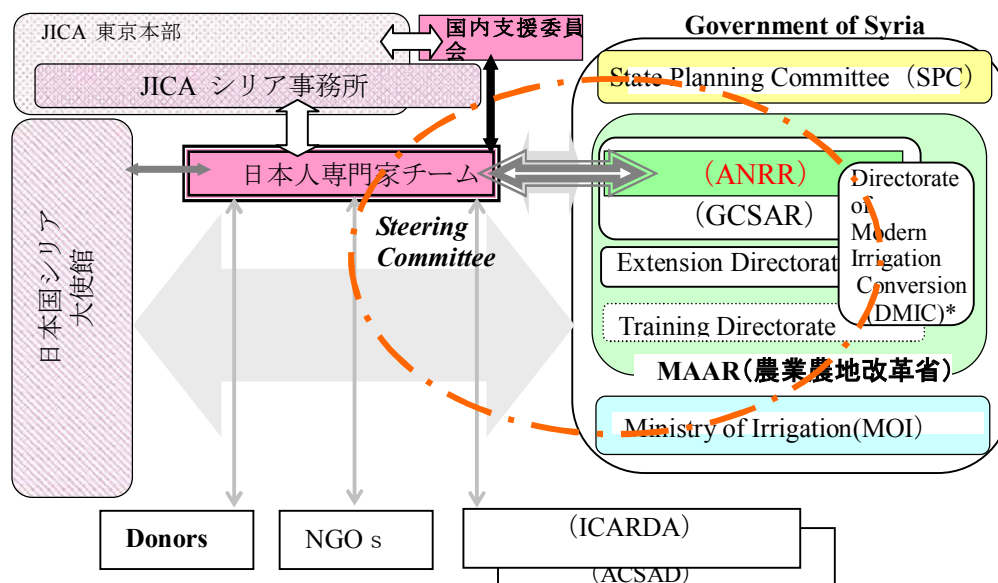 JICA 東京本部
国内支援委員
会
JICA シリア事務所
日本国シリア
大使館
日本人専門家チーム
Steering
Committee
Government of Syria
State Planning Committee（SPC）
（ANRR）
（GCSAR）
Extension Directorat
Training Directorate
Directorate
of
Modern
Irrigation
Conversion
(DMIC)*
MAAR（農業農地改革省）
Ministry of Irrigation(MOI）
Donors
NGOｓ
（ICARDA）
（ACSAD）